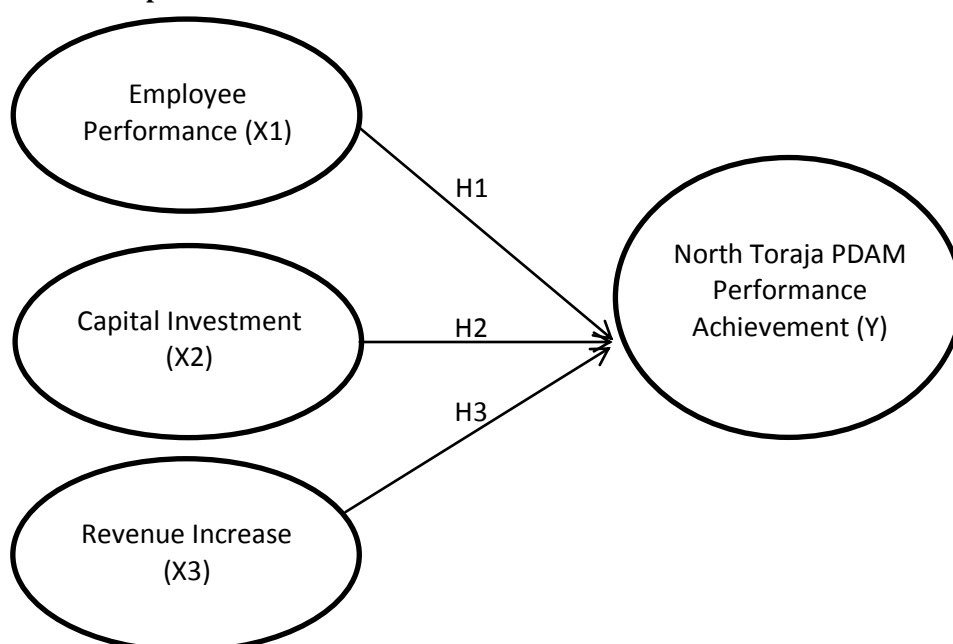 Employee
Performance (X1)
H1
North Toraja PDAM
Performance
Achievement (Y)
Capital Investment
(X2)
H2
H3
Revenue Increase
(X3)